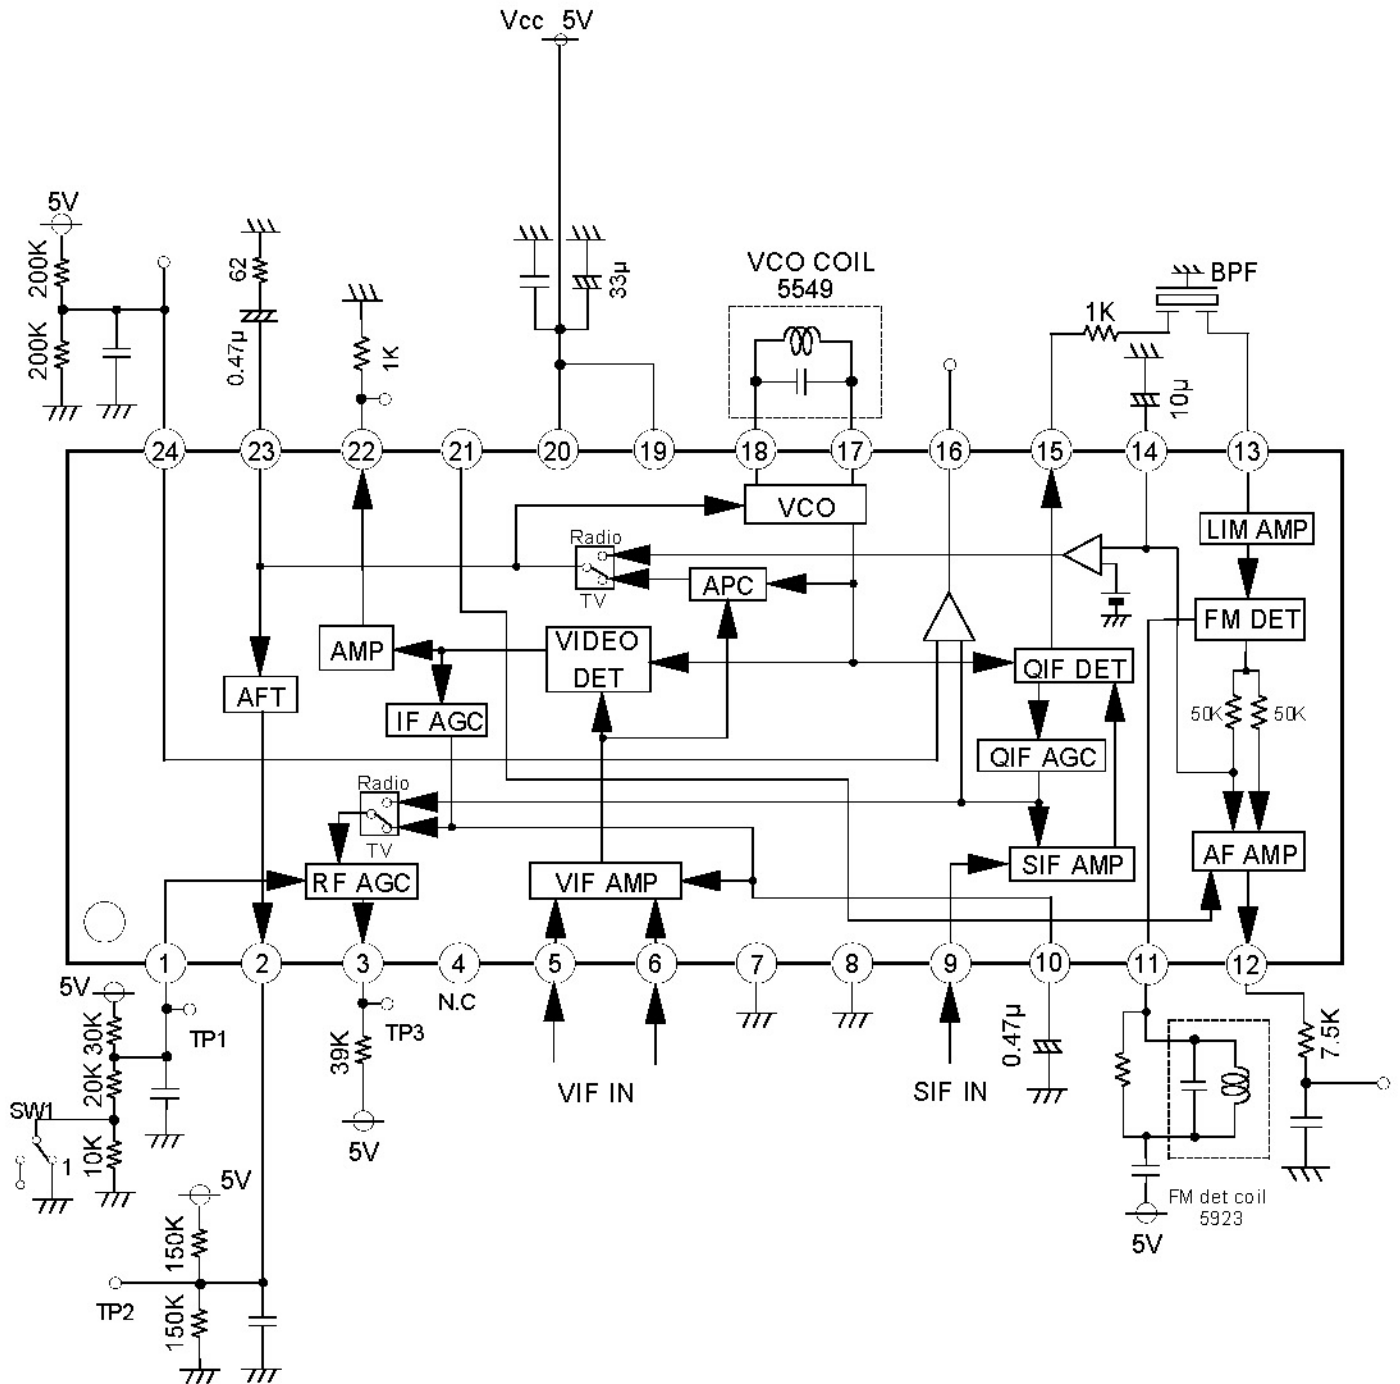 Vcc 5V
5V
200K
200K
62
0.47µ
1K
33µ
VCO COIL
5549
1K
BPF
10µ
24
23
22
21
20
19
18
17
16
15
14
13
VCO
LIM AMP
Radio
TV
APC
FM DET
AMP
VIDEO
DET
QIF DET
AFT
IF AGC
50K
50K
QIF AGC
Radio
TV
RF AGC
VIF AMP
SIF AMP
AF AMP
1
2
3
4
5
6
7
8
9
10
11
12
N.C
5V
30K
TP1
20K
SW1
1
10K
39K
TP3
5V
VIF IN
SIF IN
0.47µ
7.5K
FM det coil
5923
5V
5V
150K
TP2
150K